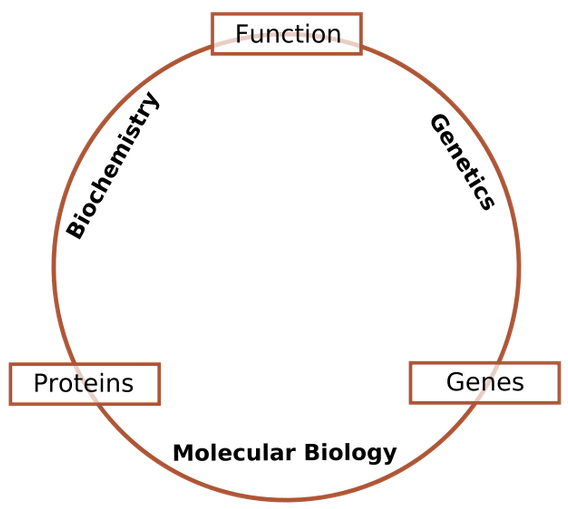 Function
Biochemistry
Genetics
Proteins
Genes
Molecular Biology